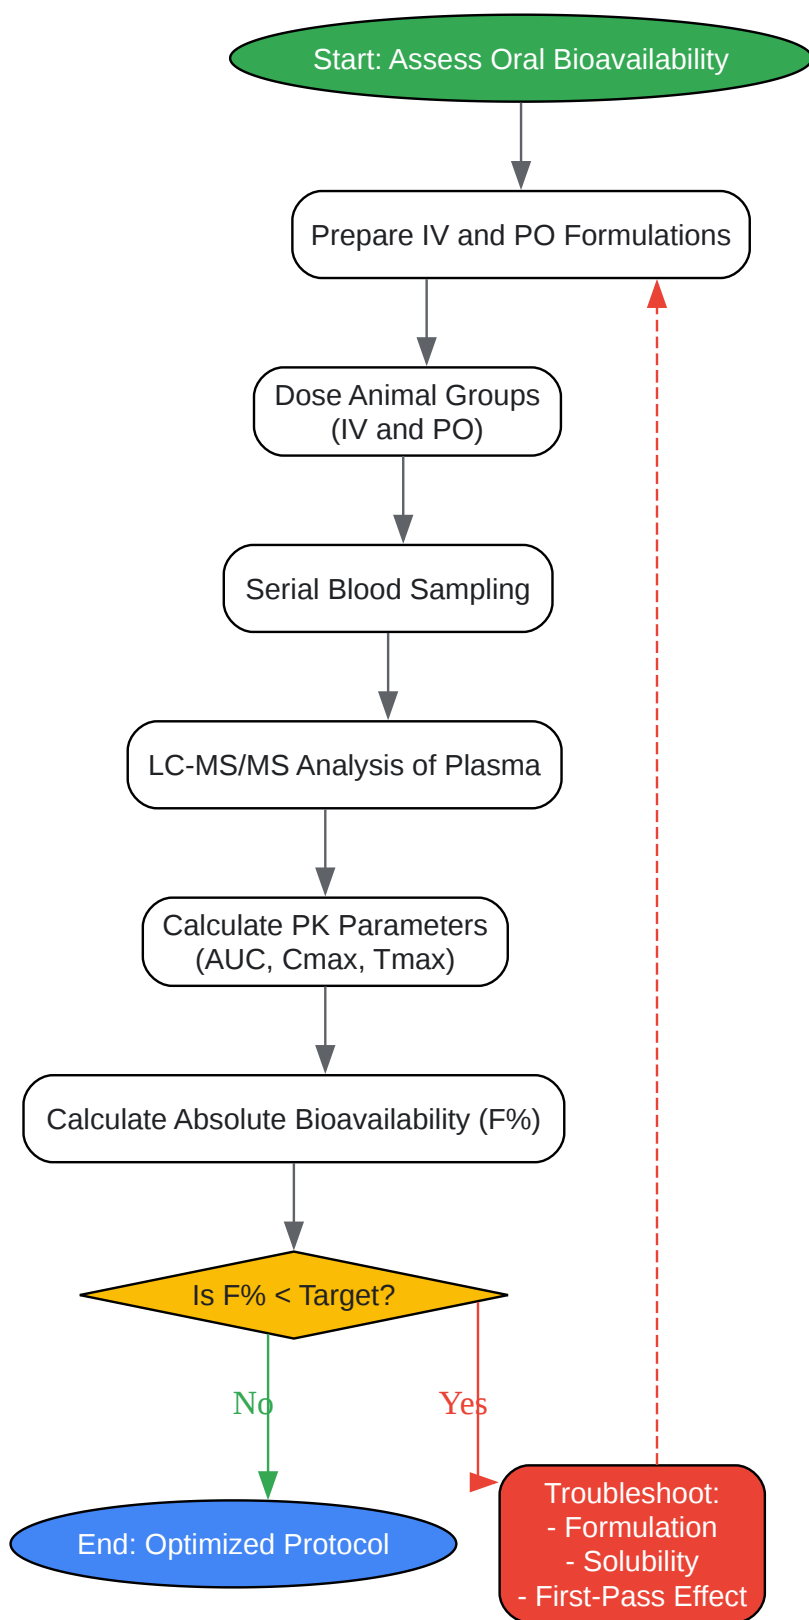 Start: Assess Oral Bioavailability
Prepare IV and PO Formulations
Dose Animal Groups
(IV and PO)
Serial Blood Sampling
LC-MS/MS Analysis of Plasma
Calculate PK Parameters
(AUC, Cmax, Tmax)
Calculate Absolute Bioavailability (F%)
Is F% < Target?
No
Yes
End: Optimized Protocol
Troubleshoot:
- Formulation
- Solubility
- First-Pass Effect